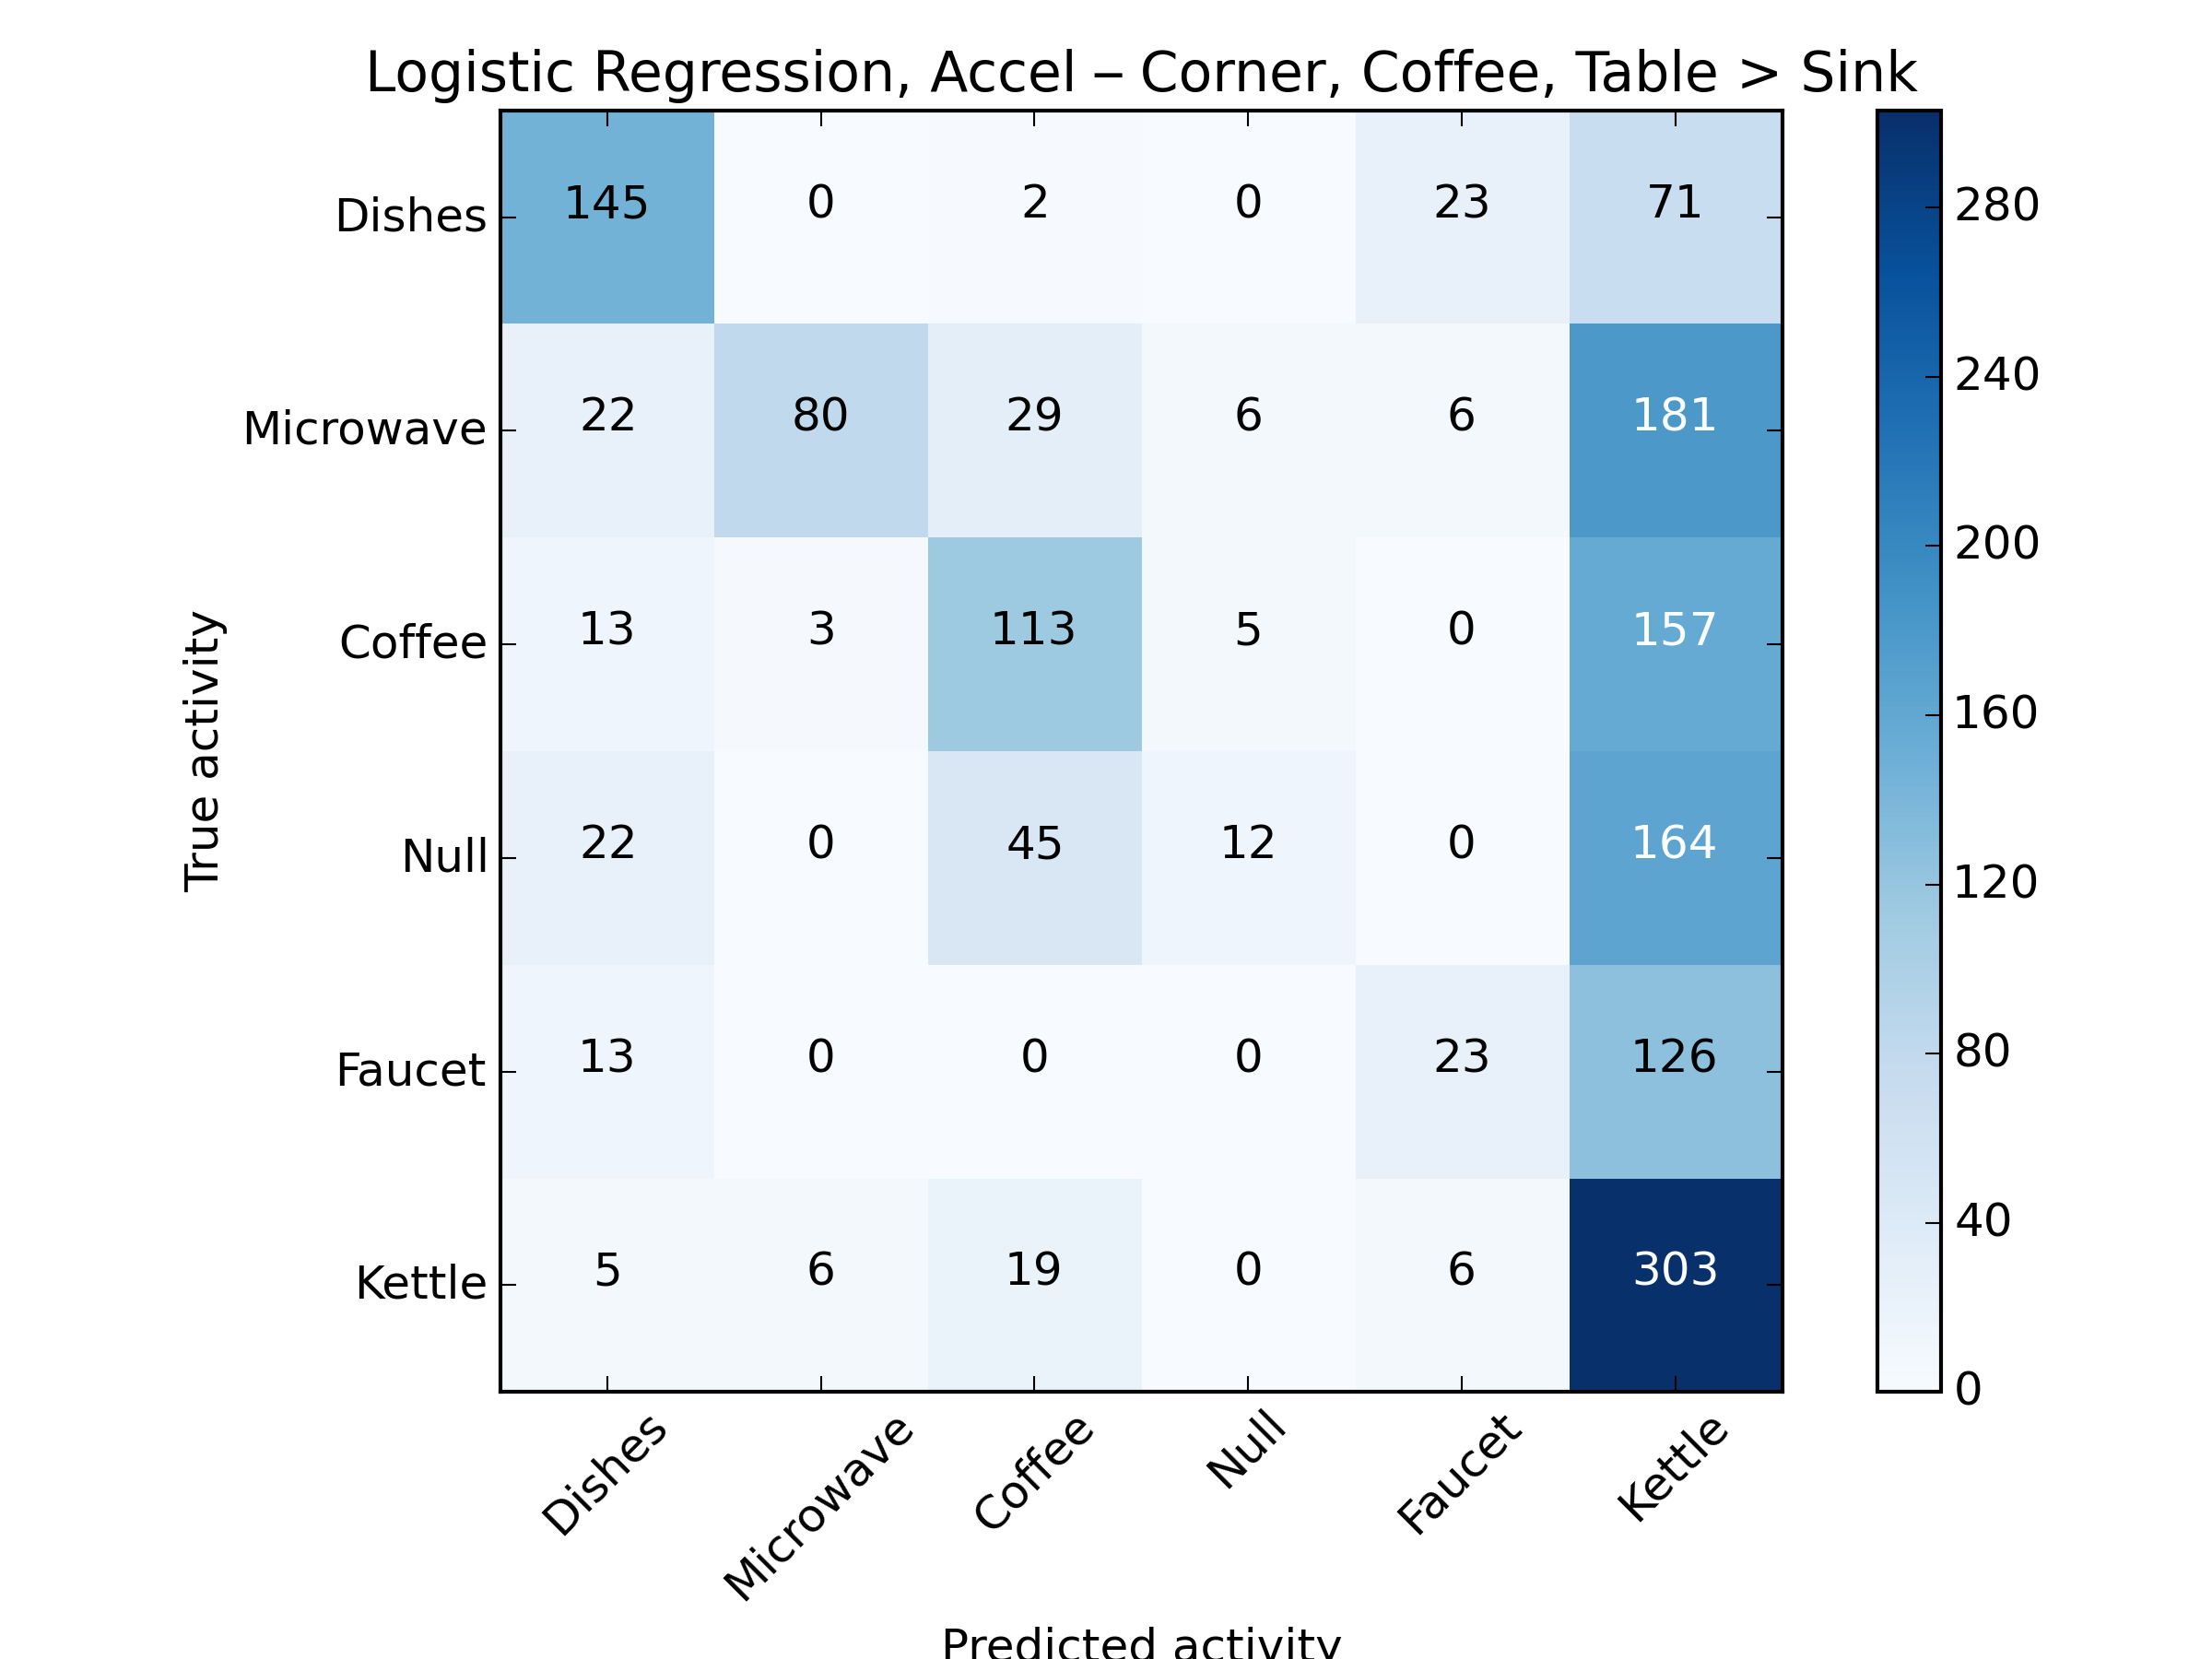 Logistic Regression, Accel – Corner, Coffee, Table > Sink
Dishes 145 0 2 0 23 71
Microwave 22 80 29 6 6 181
Coffee 13 3 113 5 0 157
Null 22 0 45 12 0 164
Faucet 13 0 0 0 23 126
Kettle 5 6 19 0 6 303
True activity
Dishes Microwave Coffee Null Faucet Kettle
Predicted activity
280
240
200
160
120
80
40
0